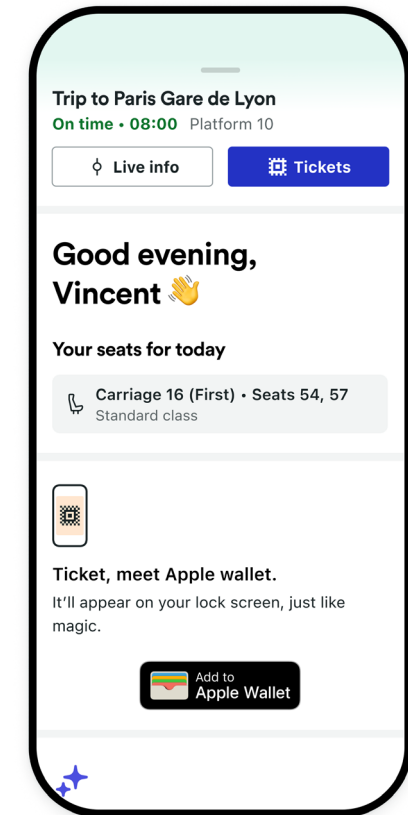 Trip to Paris Gare de Lyon
On time • 08:00 Platform 10
Live info
Tickets
Good evening,
Vincent 👋
Your seats for today
Carriage 16 (First) • Seats 54, 57
Standard class
Ticket, meet Apple wallet.
It’ll appear on your lock screen, just like
magic.
Add to
Apple Wallet